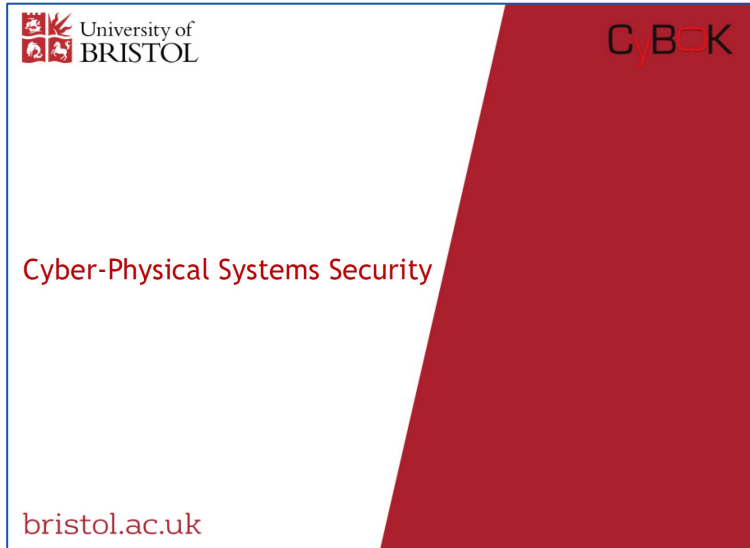 University of
BRISTOL
CyBOK
Cyber-Physical Systems Security
bristol.ac.uk